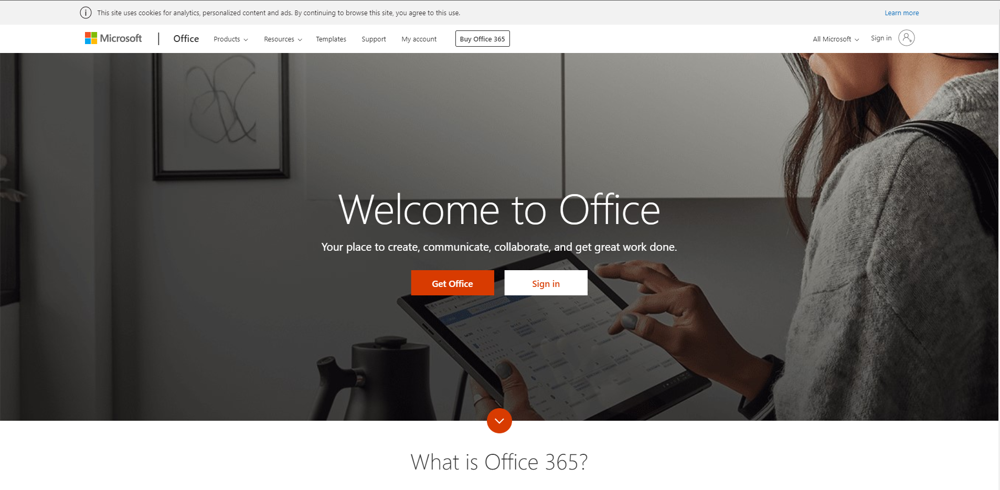 This site uses cookies for analytics, personalized content and ads. By continuing to browse this site, you agree to this use.
Learn more
Microsoft
Office
Products
Resources
Templates
Support
My account
Buy Office 365
All Microsoft
Sign in
Welcome to Office
Your place to create, communicate, collaborate, and get great work done.
Get Office
Sign in
What is Office 365?